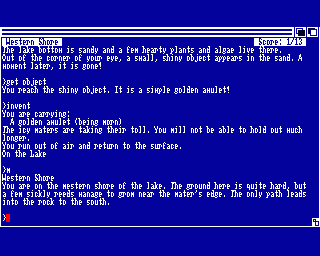 Western Shore Score: 1/13
The lake bottom is sandy and a few hearty plants and algae live there.
Out of the corner of your eye, a small, shiny object appears in the sand. A
moment later, it is gone!
>get object
You reach the shiny object. It is a simple golden amulet!
>invent
You are carrying:
A golden amulet (being worn)
The icy waters are taking their toll. You will not be able to hold out much
longer.
You run out of air and return to the surface.
On the Lake
>w
Western Shore
You are on the western shore of the lake. The ground here is quite hard, but
a few sickly reeds manage to grow near the water's edge. The only path leads
into the rock to the south.
>